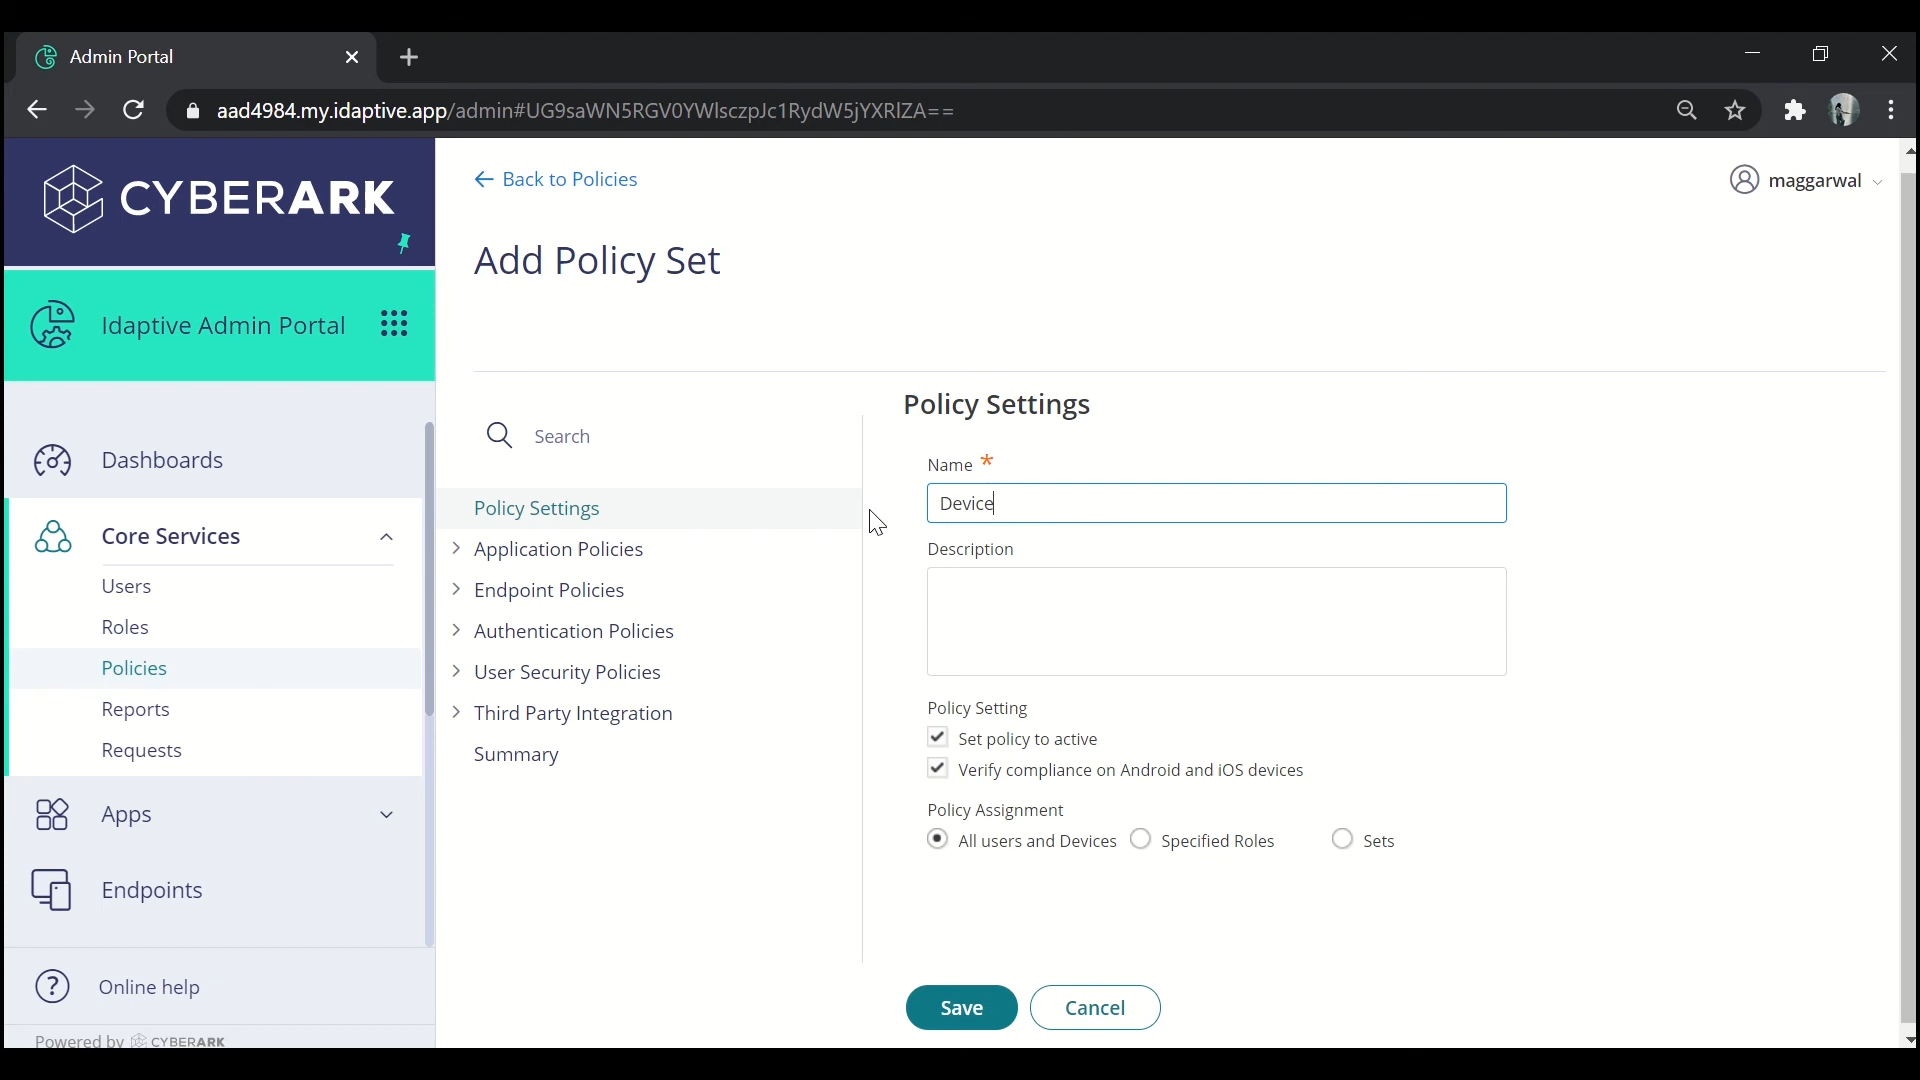 Admin Portal
aad4984.my.idaptive.app/admin#UG9saWN5RGV0YWlsczpJc1RydW5jYXRlZA==
CYBERARK
Back to Policies
maggarwal
Add Policy Set
Idaptive Admin Portal
Dashboards
Core Services
Users
Roles
Policies
Reports
Requests
Apps
Endpoints
Online help
Powered by CYBERARK
Search
Policy Settings
Application Policies
Endpoint Policies
Authentication Policies
User Security Policies
Third Party Integration
Summary
Policy Settings
Name *
Device
Description
Policy Setting
Set policy to active
Verify compliance on Android and iOS devices
Policy Assignment
All users and Devices Specified Roles Sets
Save Cancel